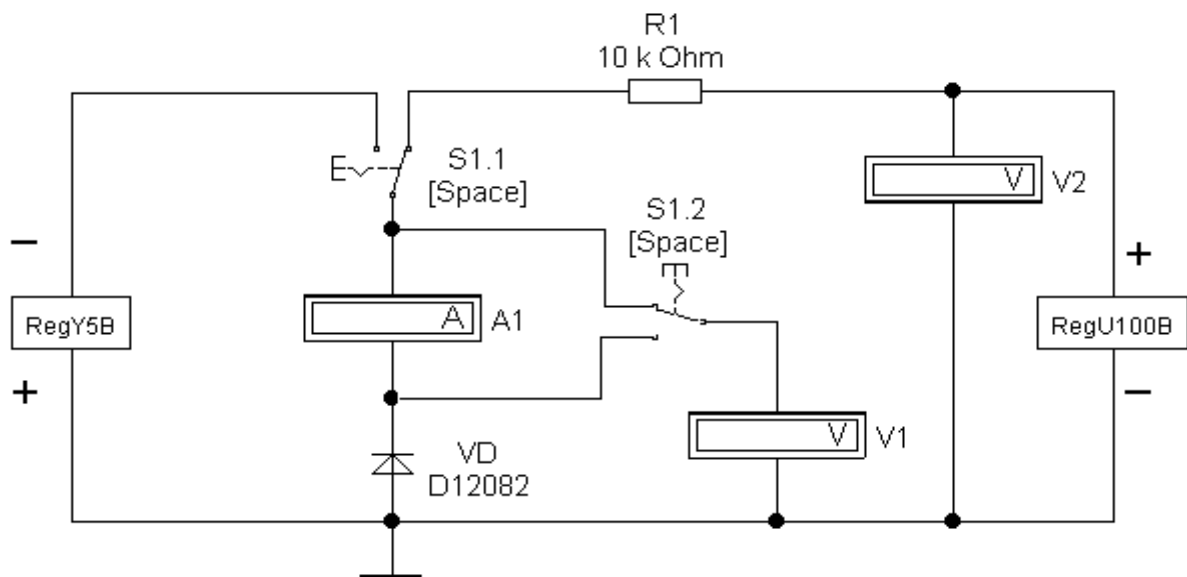 R1
10 k Ohm
S1.1
[Space]
V
V2
S1.2
[Space]
−
+
RegY5B
A
A1
RegU100B
+
−
V
V1
VD
D12082